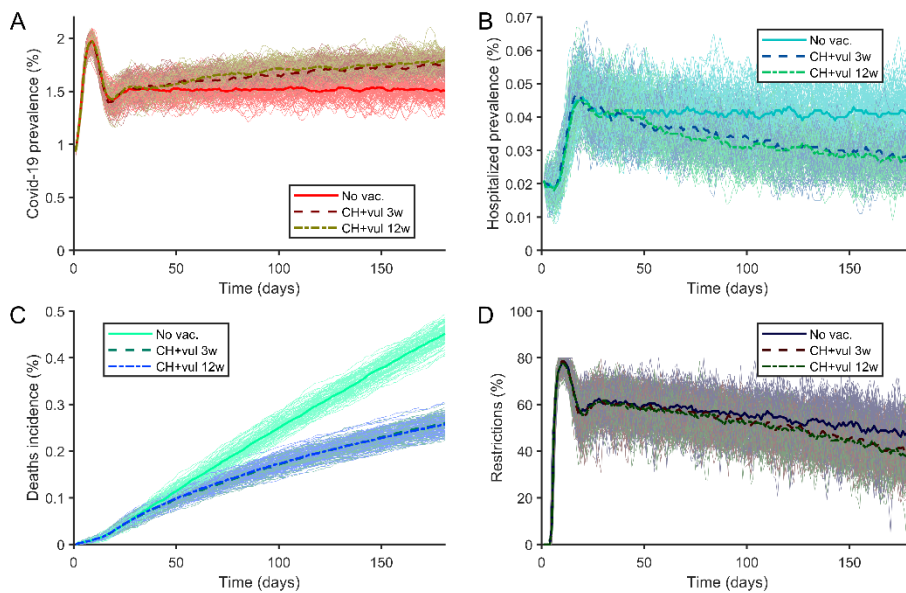 A
Covid-19 prevalence (%)
2
1.5
1
0.5
0
0
50
100
150
Time (days)
No vac.
CH+vul 3w
CH+vul 12w
B
Hospitalized prevalence (%)
0.07
0.06
0.05
0.04
0.03
0.02
0.01
0
0
50
100
150
Time (days)
No vac.
CH+vul 3w
CH+vul 12w
C
Deaths incidence (%)
0.5
0.4
0.3
0.2
0.1
0
0
50
100
150
Time (days)
No vac.
CH+vul 3w
CH+vul 12w
D
Restrictions (%)
100
80
60
40
20
0
0
50
100
150
Time (days)
No vac.
CH+vul 3w
CH+vul 12w